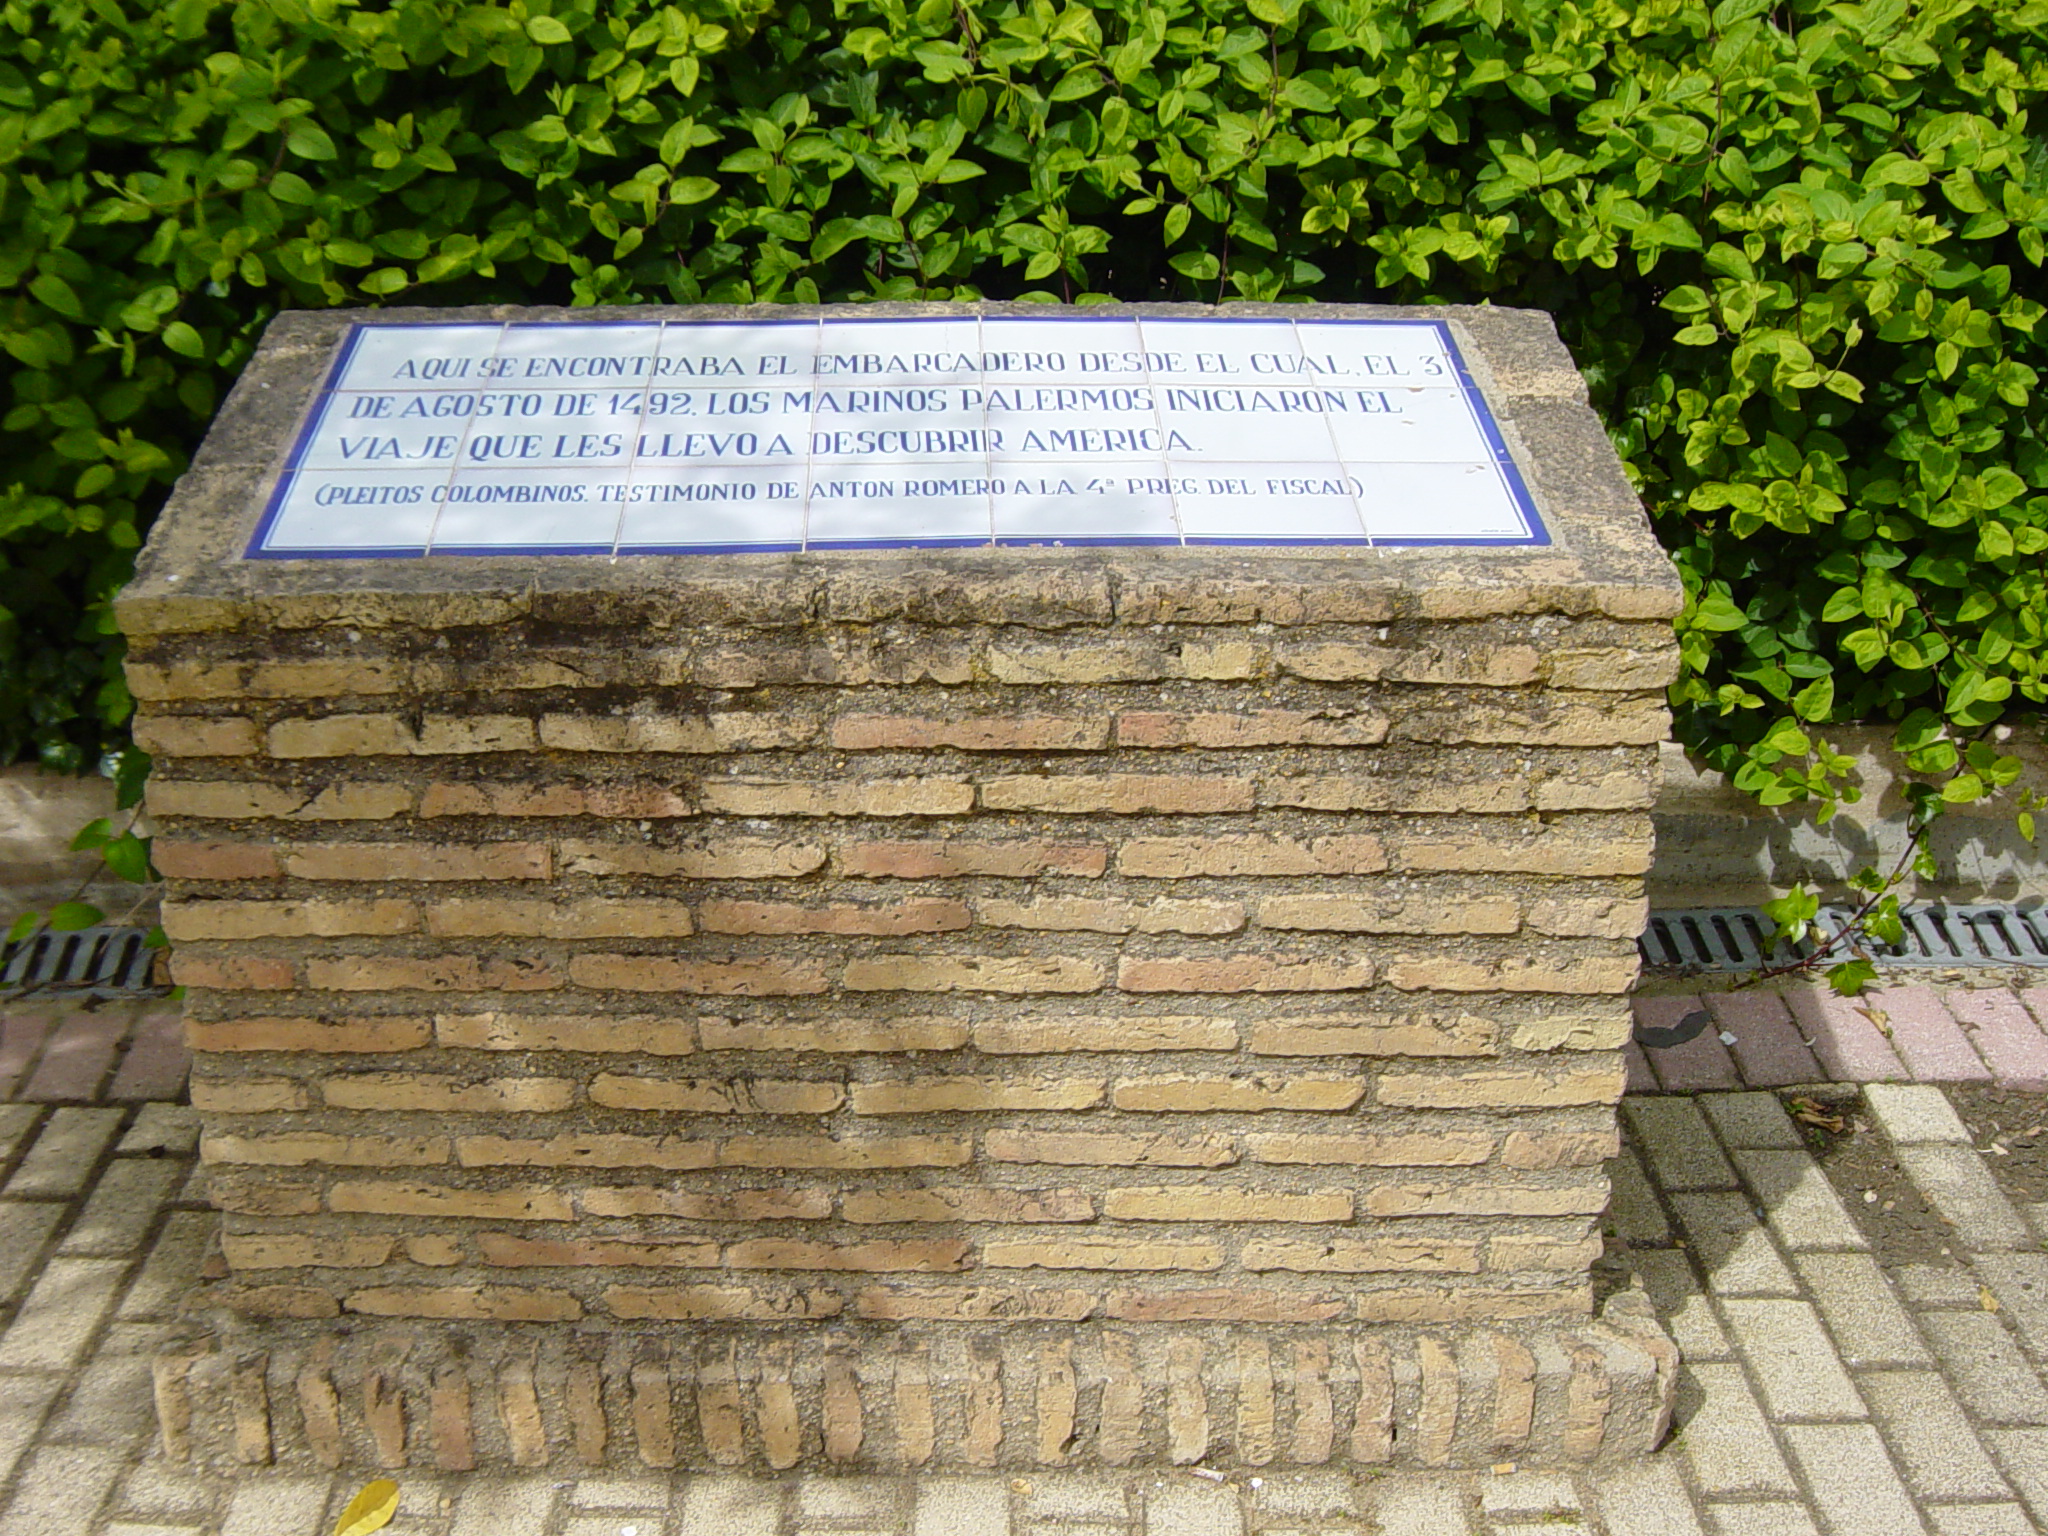 AQUI SE ENCONTRABA EL EMBARCADERO DESDE EL CUAL, EL 3
DE AGOSTO DE 1492, LOS MARINOS PALERMOS INICIARON EL
VIAJE QUE LES LLEVO A DESCUBRIR AMERICA.
(PLEITOS COLOMBINOS. TESTIMONIO DE ANTON ROMERO A LA 4ª PREG. DEL FISCAL)